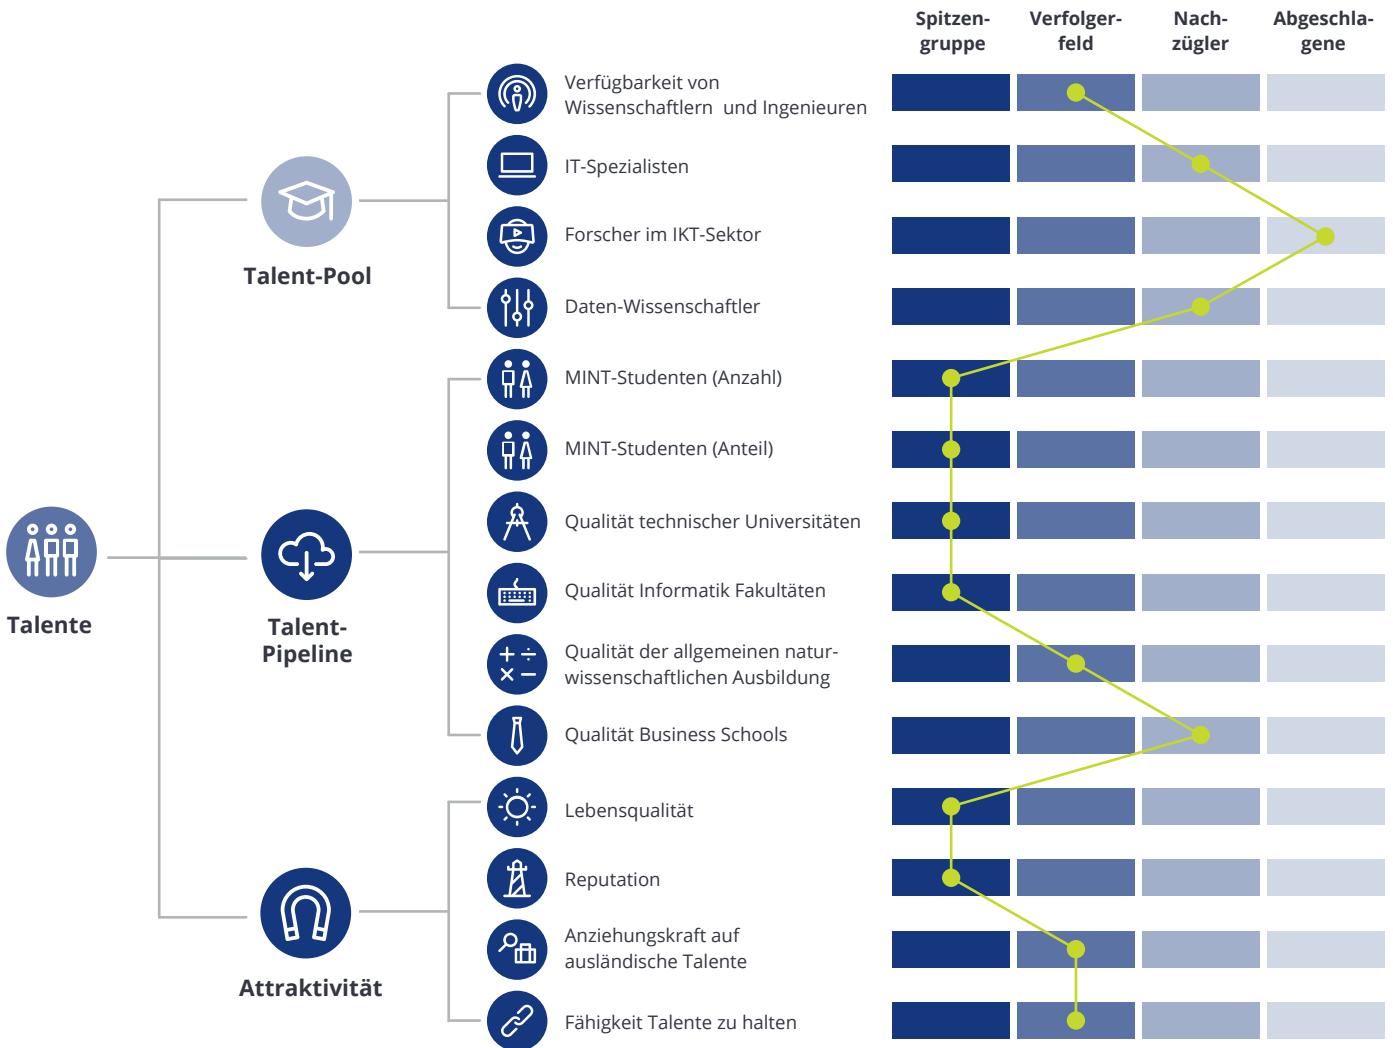 Spitzen-
gruppe
Verfolger-
feld
Nach-
zügler
Abgeschla-
gene
Verfügbarkeit von
Wissenschaftlern und Ingenieuren
IT-Spezialisten
Forscher im IKT-Sektor
Talent-Pool
Daten-Wissenschaftler
MINT-Studenten (Anzahl)
MINT-Studenten (Anteil)
Qualität technischer Universitäten
Qualität Informatik Fakultäten
Talente
Talent-
Pipeline
Qualität der allgemeinen natur-
wissenschaftlichen Ausbildung
Qualität Business Schools
Lebensqualität
Reputation
Anziehungskraft auf
ausländische Talente
Attraktivität
Fähigkeit Talente zu halten